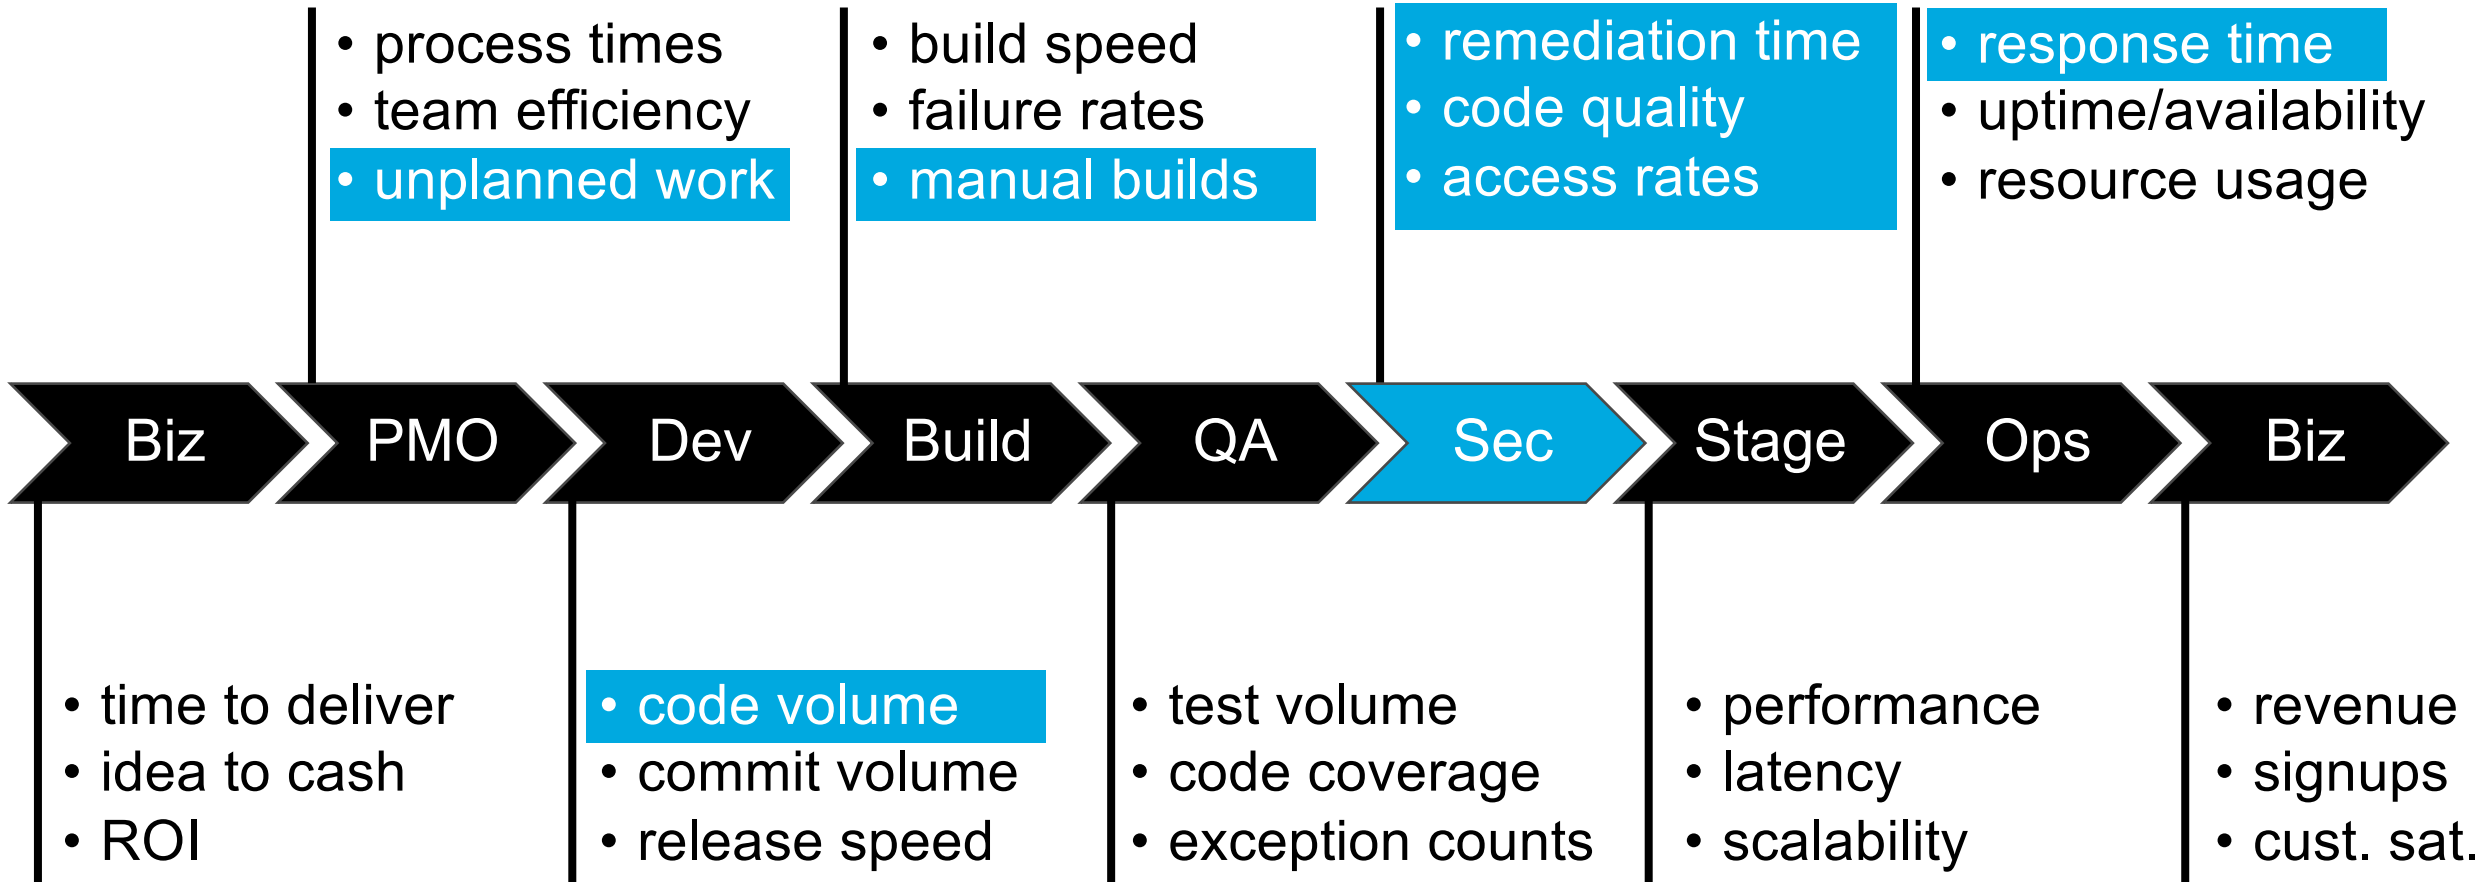 • process times
• team efficiency
• unplanned work
• build speed
• failure rates
• manual builds
• remediation time
• code quality
• access rates
• response time
• uptime/availability
• resource usage
Biz
PMO
Dev
Build
QA
Sec
Stage
Ops
Biz
• time to deliver
• idea to cash
• ROI
• code volume
• commit volume
• release speed
• test volume
• code coverage
• exception counts
• performance
• latency
• scalability
• revenue
• signups
• cust. sat.